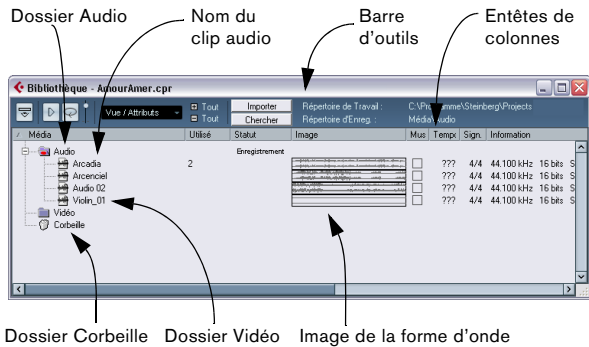 Dossier Audio
Nom du clip audio
Barre d'outils
Entêtes de colonnes
Bibliothèque - AmourAmer.cpr
Vue / Attributs
Tout
Tout
Importer
Chercher
Répertoire de Travail :
C:\Programme\Steinberg\Projects
Répertoire d'Enreg. :
Média\Audio
Média Utilisé Statut Image Mus Tempo Sign. Information
Audio Enregistrement
Arcadia 2 ??? 4/4 44.100 kHz 16 bits S
Arcenciel ??? 4/4 44.100 kHz 16 bits S
Audio 02 ??? 4/4 44.100 kHz 16 bits S
Violin_01 ??? 4/4 44.100 kHz 16 bits S
Vidéo
Corbeille
Dossier Corbeille Dossier Vidéo Image de la forme d'onde